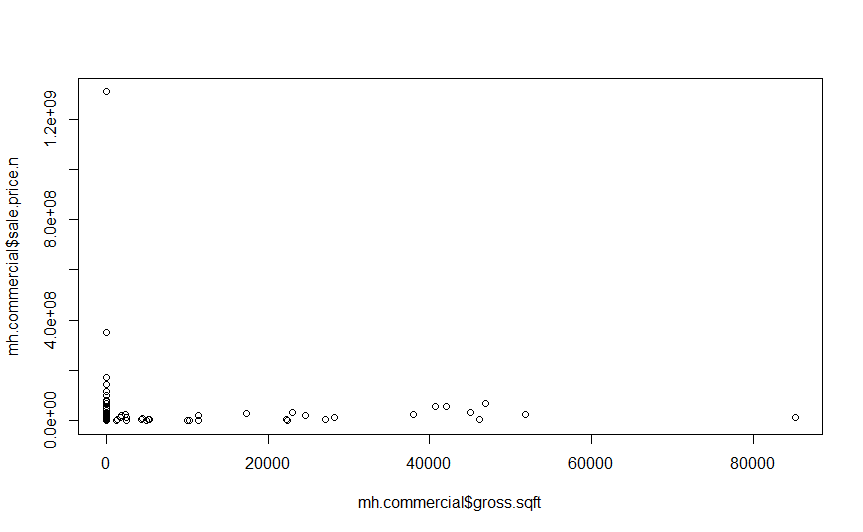 mh.commercial$sale.price.n
1.2e+09
8.0e+08
4.0e+08
0.0e+00
0
20000
40000
60000
80000
mh.commercial$gross.sqft